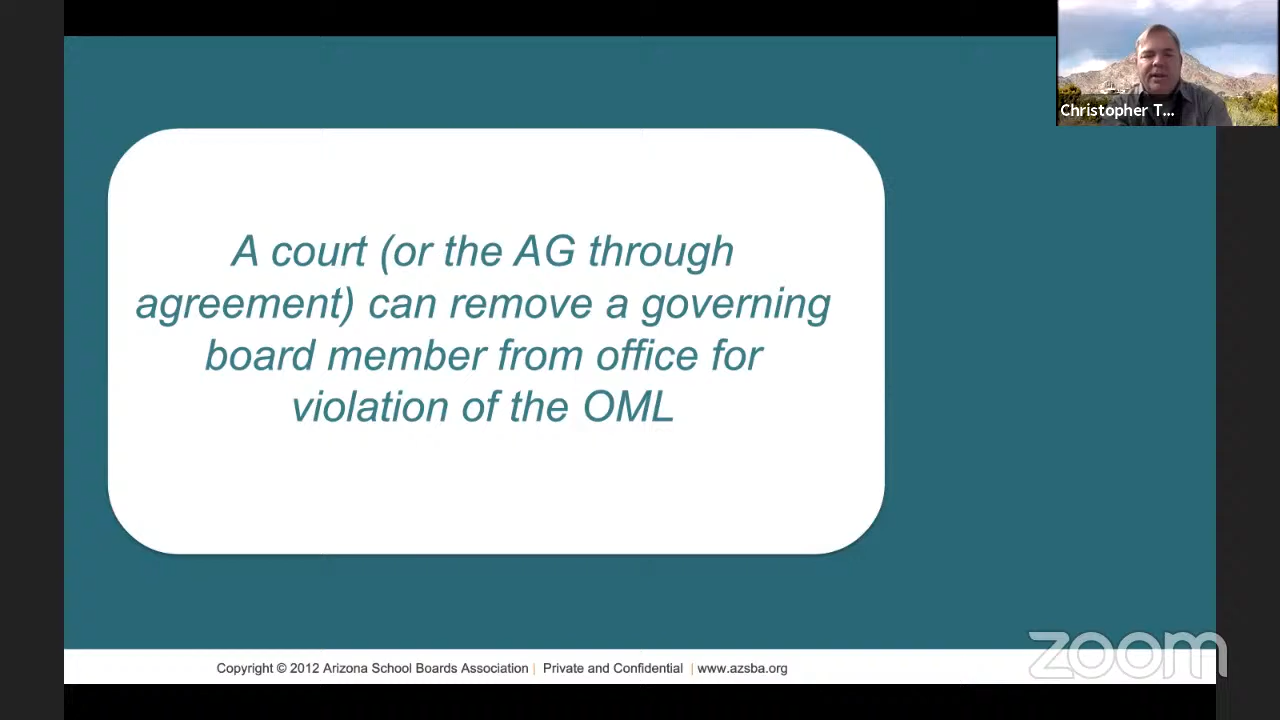 Christopher T...
A court (or the AG through
agreement) can remove a governing
board member from office for
violation of the OML
Copyright © 2012 Arizona School Boards Association | Private and Confidential | www.azsba.org
zoom